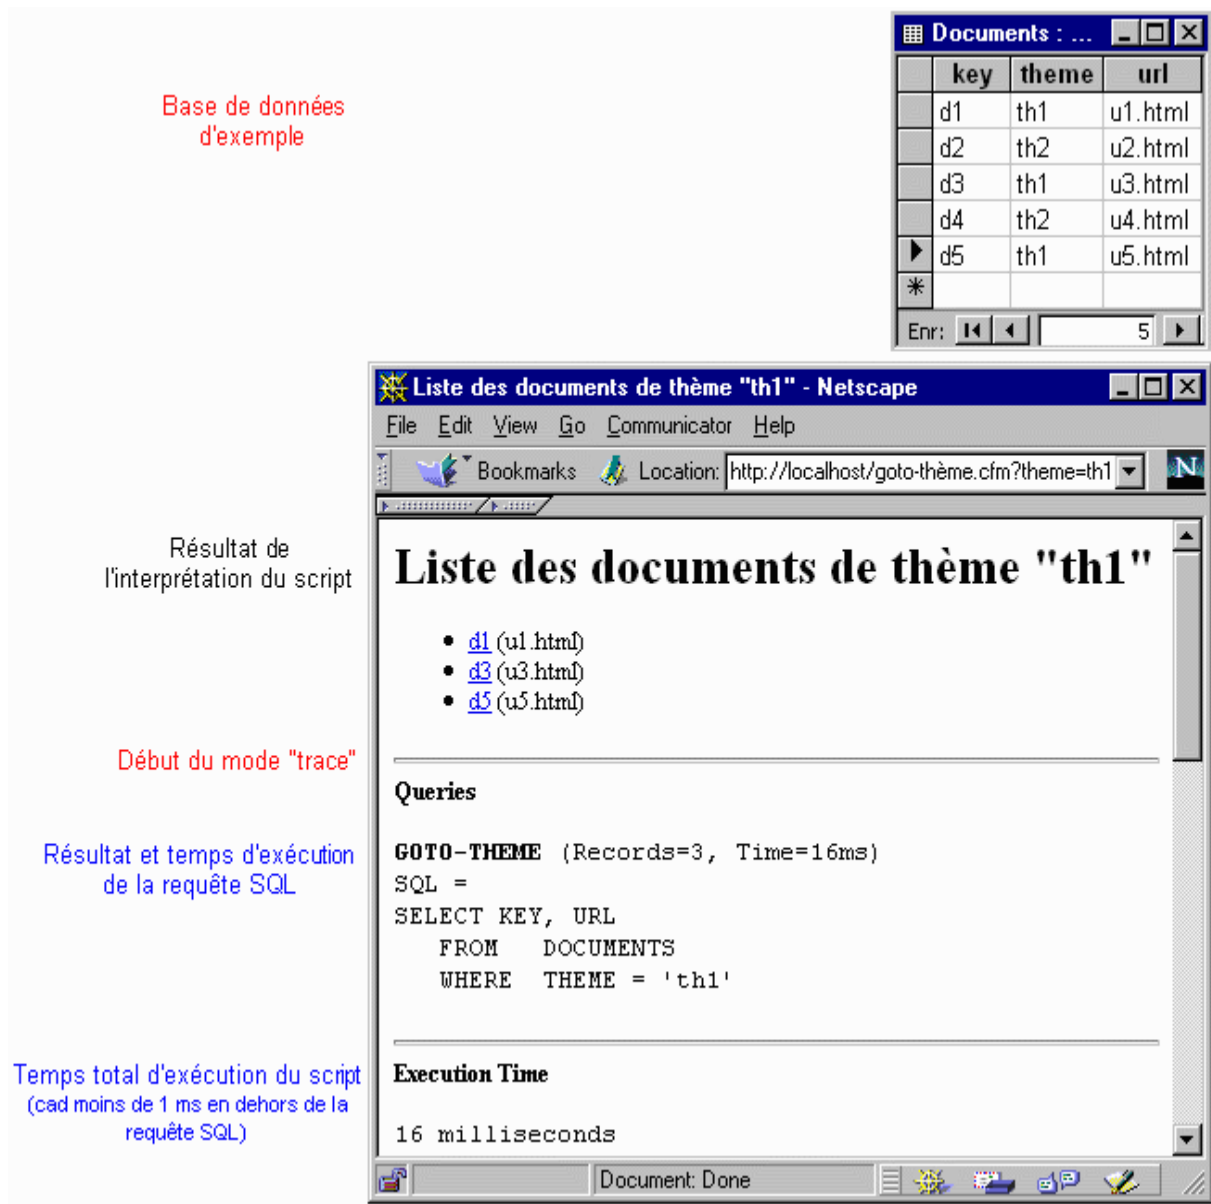 Documents : ...
key theme url
d1 th1 u1.html
d2 th2 u2.html
d3 th1 u3.html
d4 th2 u4.html
d5 th1 u5.html
Enr: 5
Base de données
d'exemple
Liste des documents de thème "th1" - Netscape
File Edit View Go Communicator Help
Bookmarks Location: http://localhost/goto-thème.cfm?theme=th1
N
Résultat de
l'interprétation du script
Liste des documents de thème "th1"
d1 (u1.html)
d3 (u3.html)
d5 (u5.html)
Début du mode "trace"
Queries
Résultat et temps d'exécution
de la requête SQL
GOTO-THEME (Records=3, Time=16ms)
SQL =
SELECT KEY, URL
FROM DOCUMENTS
WHERE THEME = 'th1'
Temps total d'exécution du script
(cad moins de 1 ms en dehors de la
requête SQL)
Execution Time
16 milliseconds
Document: Done